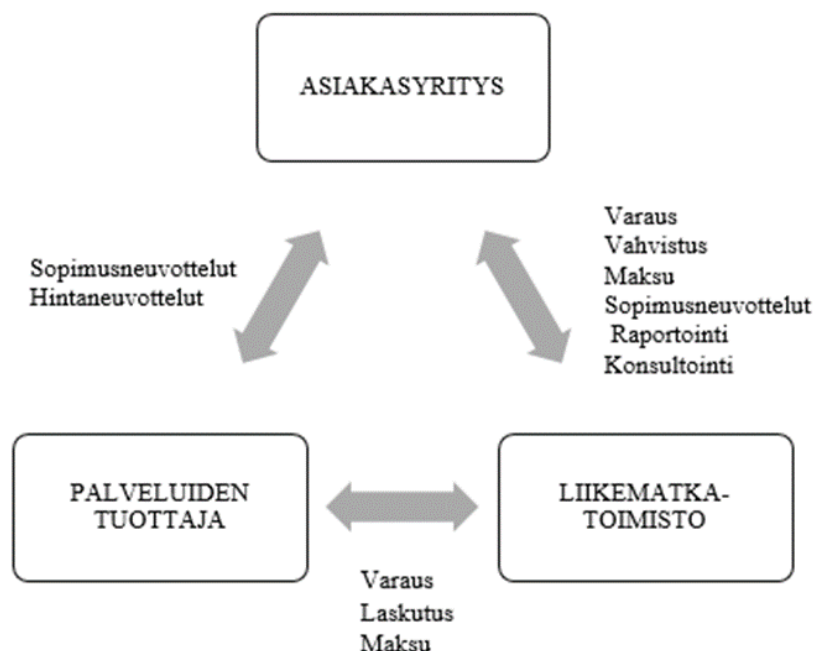 ASIAKASYRITYS
Sopimusneuvottelut
Hintaneuvottelut
Varaus
Vahvistus
Maksu
Sopimusneuvottelut
Raportointi
Konsultointi
PALVELUIDEN
TUOTTAJA
LIIKEMATKA-
TOIMISTO
Varaus
Laskutus
Maksu